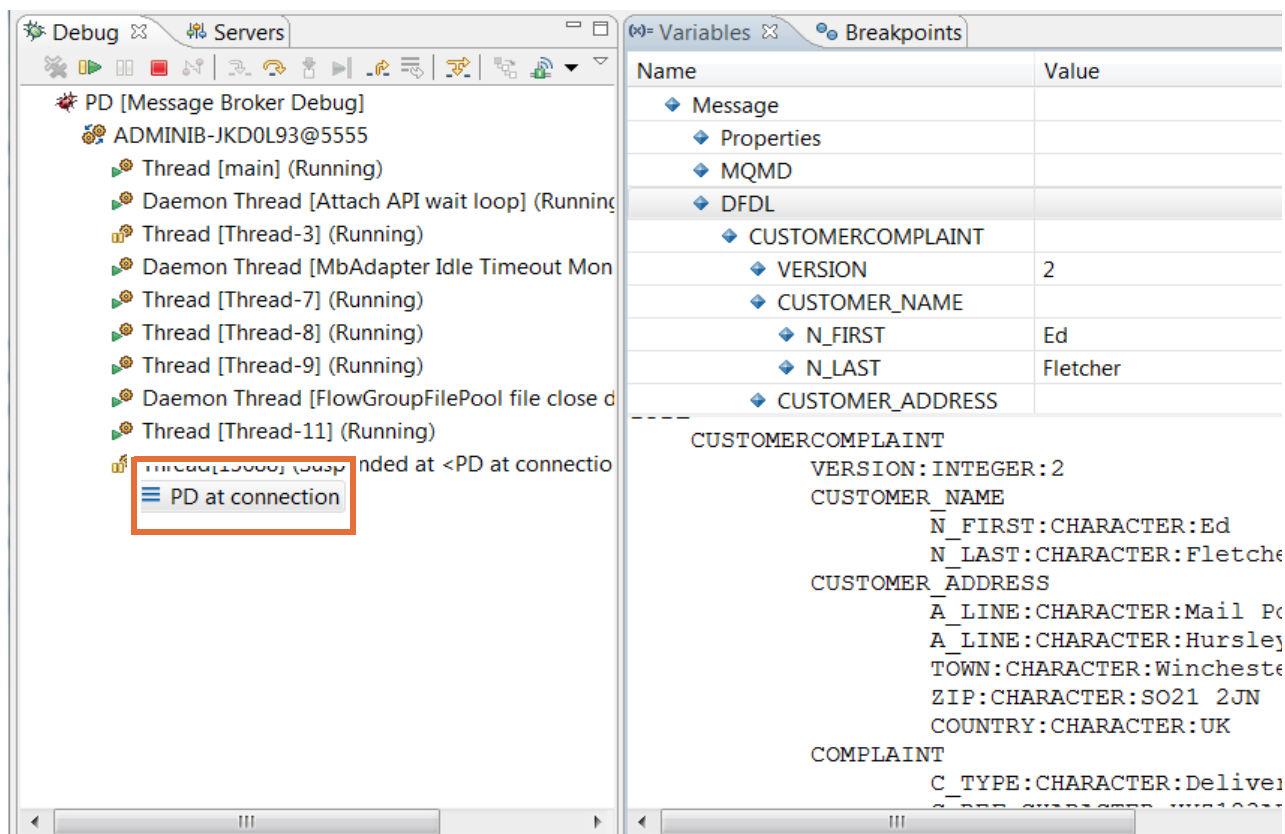 Debug Servers
PD [Message Broker Debug]
ADMINIB-JKD0L93@5555
Thread [main] (Running)
Daemon Thread [Attach API wait loop] (Running
Thread [Thread-3] (Running)
Daemon Thread [MbAdapter Idle Timeout Mon
Thread [Thread-7] (Running)
Thread [Thread-8] (Running)
Thread [Thread-9] (Running)
Daemon Thread [FlowGroupFilePool file close d
Thread [Thread-11] (Running)
(Suspended at <PD at connectio
PD at connection
(x)= Variables Breakpoints
Name Value
Message
Properties
MQMD
DFDL
CUSTOMERCOMPLAINT
VERSION 2
CUSTOMER_NAME
N_FIRST Ed
N_LAST Fletcher
CUSTOMER_ADDRESS
CUSTOMERCOMPLAINT
VERSION:INTEGER:2
CUSTOMER_NAME
N_FIRST:CHARACTER:Ed
N_LAST:CHARACTER:Fletche
CUSTOMER_ADDRESS
A_LINE:CHARACTER:Mail Po
A_LINE:CHARACTER:Hursley
TOWN:CHARACTER:Wincheste
ZIP:CHARACTER:SO21 2JN
COUNTRY:CHARACTER:UK
COMPLAINT
C_TYPE:CHARACTER:Deliver